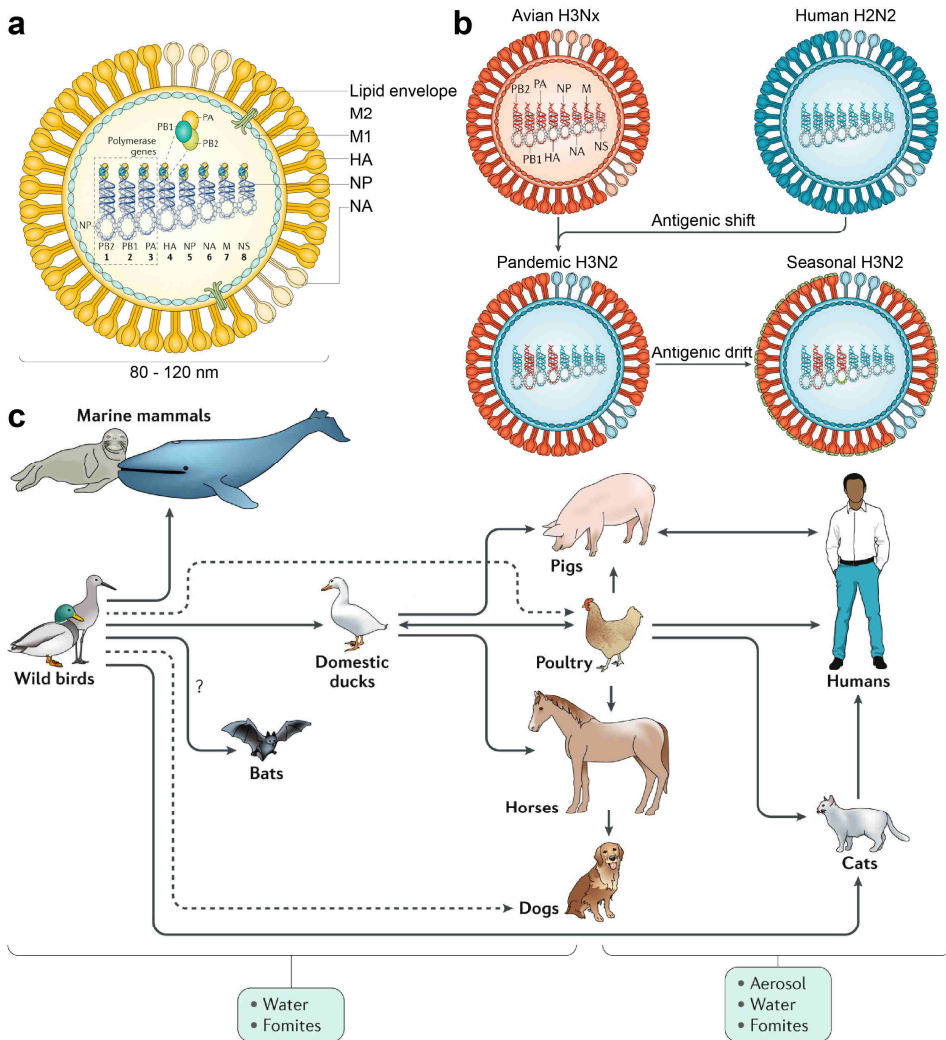 a
Lipid envelope
M2
M1
HA
NP
NA
PA
PB1
PB2
Polymerase
genes
NP
PB2 PB1 PA HA NP NA M NS
1 2 3 4 5 6 7 8
80 - 120 nm
b
Avian H3Nx
Human H2N2
PB2 PA NP M
PB1 HA NA NS
Antigenic shift
Pandemic H3N2
Seasonal H3N2
Antigenic drift
c
Marine mammals
Pigs
Wild birds
Domestic
ducks
Poultry
Humans
?
Bats
Horses
Cats
Dogs
• Water
• Fomites
• Aerosol
• Water
• Fomites